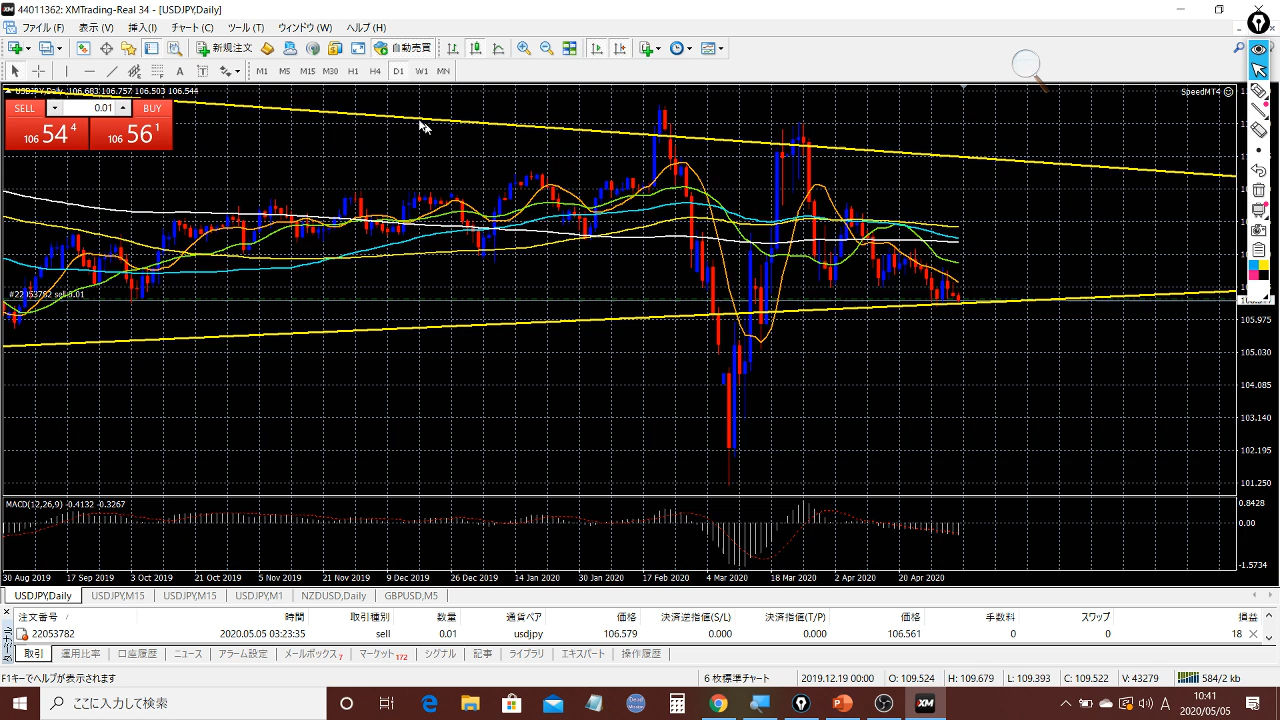 44011362: XMTrading-Real 34 - [USDJPY,Daily]
ファイル (F) 表示 (V) 挿入(I) チャート (C) ツール (T) ウィンドウ (W) ヘルプ (H)
新規注文 自動売買
A T M1 M5 M15 M30 H1 H4 D1 W1 MN
USDJPY,Daily 106.683 106.757 106.503 106.544
SpeedMT4
SELL 0.01 BUY
106 54 4 106 56 1
#22053782 sell 0.01
105.975
105.030
104.085
103.140
102.195
101.250
MACD(12,26,9) -0.4132 -0.3267
0.8428
0.00
-1.5734
30 Aug 2019 17 Sep 2019 3 Oct 2019 21 Oct 2019 5 Nov 2019 21 Nov 2019 9 Dec 2019 26 Dec 2019 14 Jan 2020 30 Jan 2020 17 Feb 2020 4 Mar 2020 18 Mar 2020 2 Apr 2020 20 Apr 2020
USDJPY,Daily USDJPY,M15 USDJPY,M15 USDJPY,M1 NZDUSD,Daily GBPUSD,M5
注文番号 / 時間 取引種別 数量 通貨ペア 価格 決済逆指値(S/L) 決済指値(T/P) 価格 手数料 スワップ 損益
22053782 2020.05.05 03:23:35 sell 0.01 usdjpy 106.579 0.000 0.000 106.561 0 0 18
取引 運用比率 口座履歴 ニュース アラーム設定 メールボックス 7 マーケット 172 シグナル 記事 ライブラリ エキスパート 操作履歴
F1キーでヘルプが表示されます 6 枚標準チャート 2019.12.19 00:00 O: 109.524 H: 109.679 L: 109.393 C: 109.522 V: 43279 584/2 kb
ここに入力して検索 XM A 10:41
2020/05/05